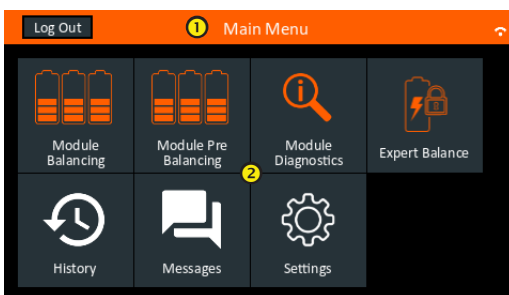 Log Out
1
Main Menu
Module
Balancing
Module Pre
Balancing
Module
Diagnostics
Expert Balance
2
History
Messages
Settings